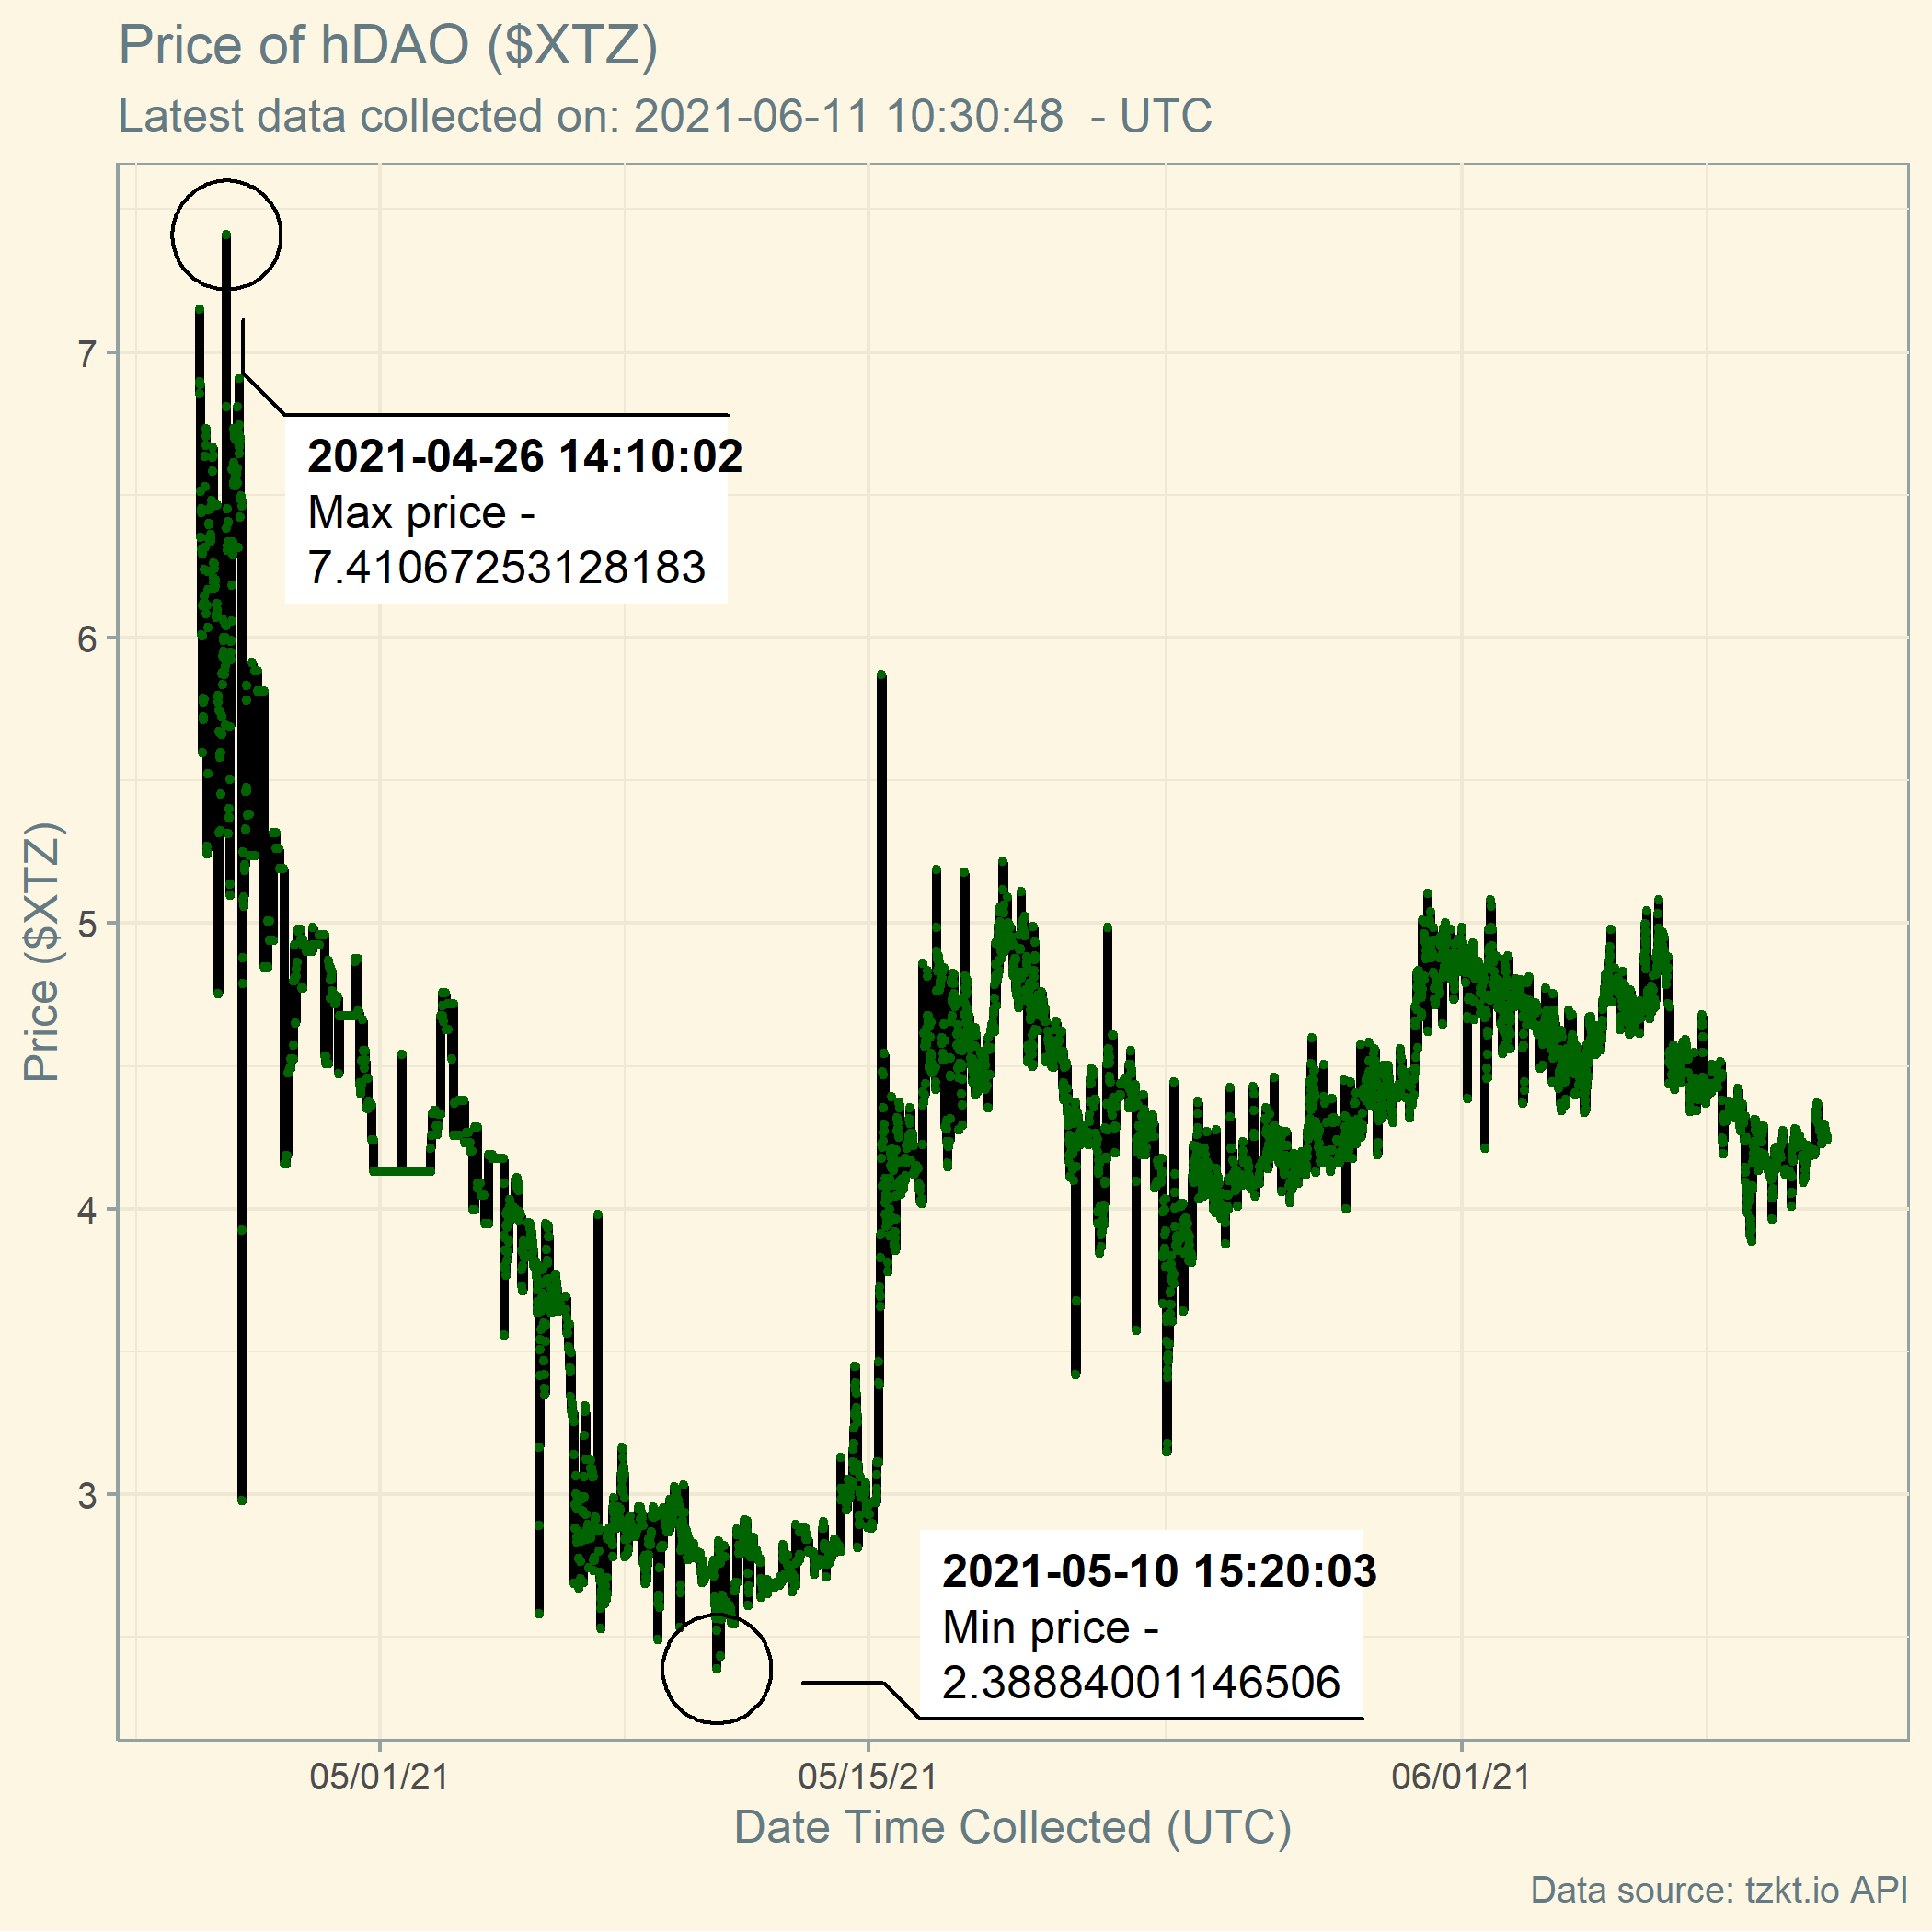 Price of hDAO ($XTZ)
Latest data collected on: 2021-06-11 10:30:48  - UTC
2021-04-26 14:10:02
Max price -
7.41067253128183
7
6
5
4
3
Price ($XTZ)
2021-05-10 15:20:03
Min price -
2.38884001146506
05/01/21
05/15/21
06/01/21
Date Time Collected (UTC)
Data source: tzkt.io API